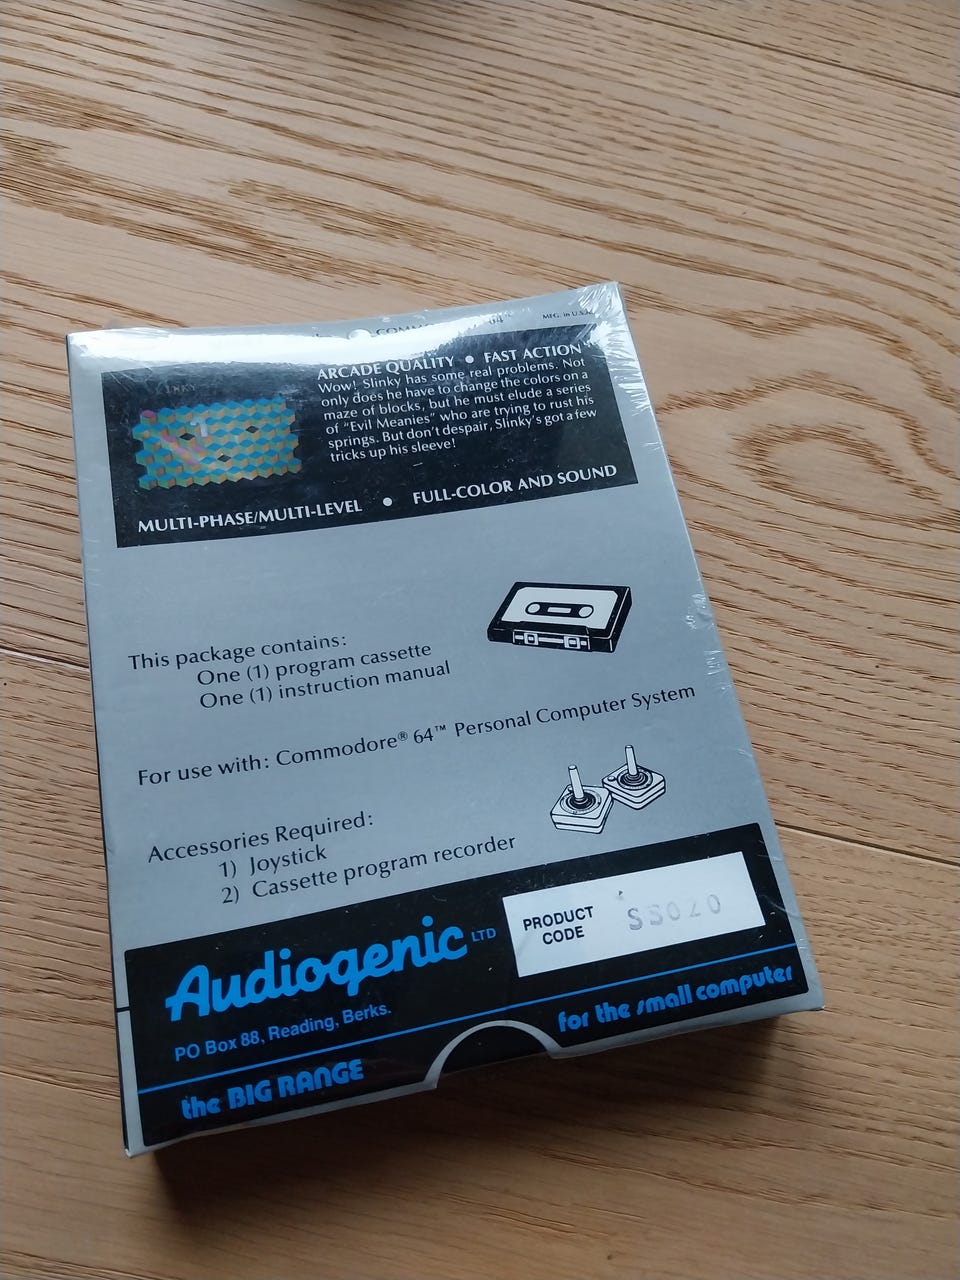 64™
MFG. in U.S.A.
SLINKY
ARCADE QUALITY ● FAST ACTION
Wow! Slinky has some real problems. Not
only does he have to change the colors on a
maze of blocks, but he must elude a series
of “Evil Meanies” who are trying to rust his
springs. But don’t despair, Slinky’s got a few
tricks up his sleeve!
MULTI-PHASE/MULTI-LEVEL ● FULL-COLOR AND SOUND
This package contains:
One (1) program cassette
One (1) instruction manual
For use with: Commodore® 64™ Personal Computer System
Accessories Required:
1) Joystick
2) Cassette program recorder
Audiogenic LTD
PRODUCT
CODE
SS020
PO Box 88, Reading, Berks.
the BIG RANGE
for the small computer